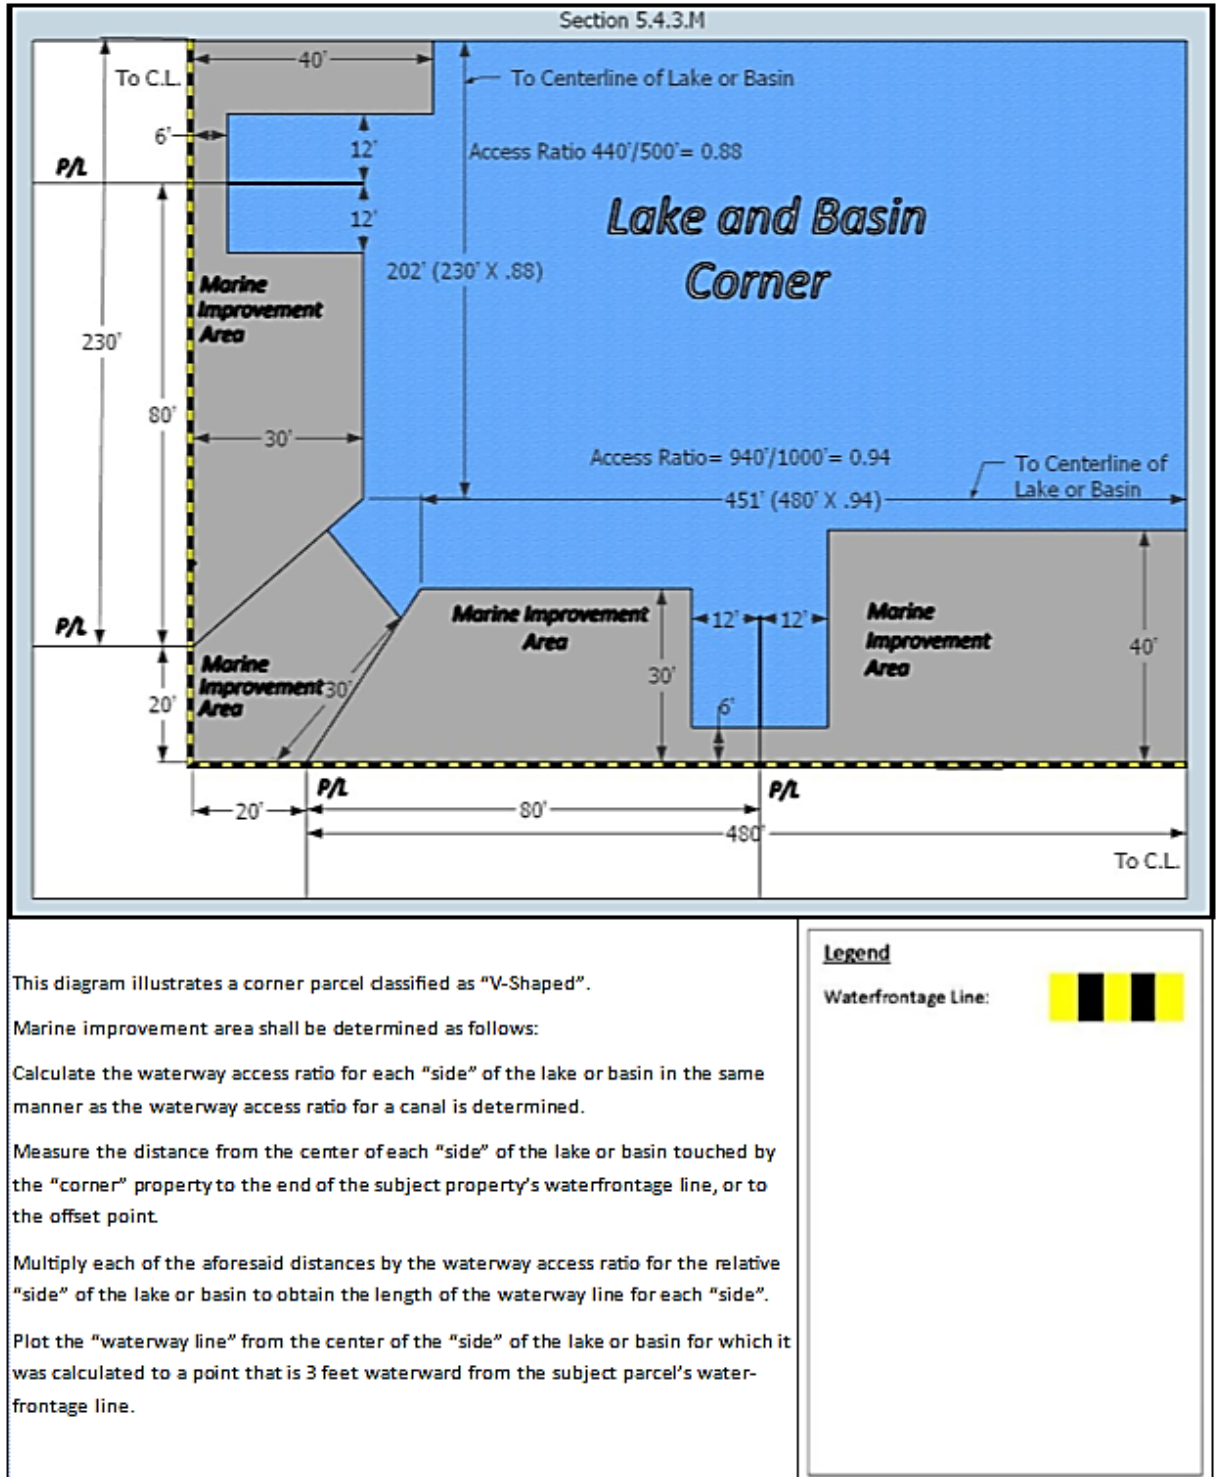 Section 5.4.3.M
40'
To C.L.
To Centerline of Lake or Basin
6'
12'
Access Ratio 440'/500'= 0.88
P/L
12'
Lake and Basin
Corner
202' (230' X .88)
Marine
Improvement
Area
230'
80'
30'
Access Ratio= 940'/1000'= 0.94
To Centerline of
Lake or Basin
451' (480' X .94)
P/L
Marine Improvement
Area
12'
12'
Marine
Improvement
Area
40'
Marine
Improvement
Area
30'
30'
20'
6'
P/L
P/L
20'
80'
480'
To C.L.
This diagram illustrates a corner parcel classified as “V-Shaped”.
Marine improvement area shall be determined as follows:
Calculate the waterway access ratio for each “side” of the lake or basin in the same
manner as the waterway access ratio for a canal is determined.
Measure the distance from the center of each “side” of the lake or basin touched by
the “corner” property to the end of the subject property’s waterfrontage line, or to
the offset point.
Multiply each of the aforesaid distances by the waterway access ratio for the relative
“side” of the lake or basin to obtain the length of the waterway line for each “side”.
Plot the “waterway line” from the center of the “side” of the lake or basin for which it
was calculated to a point that is 3 feet waterward from the subject parcel’s water-
frontage line.
Legend
Waterfrontage Line: